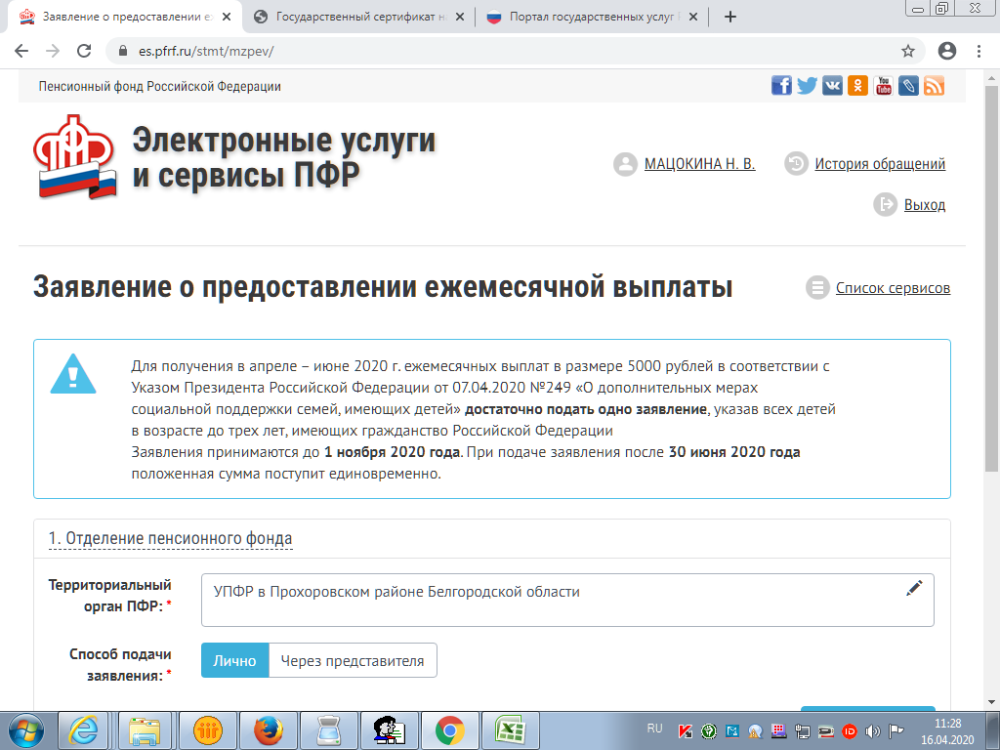 Заявление о предоставлении е
Государственный сертификат н
Портал государственных услуг
es.pfrf.ru/stmt/mzpev/
Пенсионный фонд Российской Федерации
You Tube
ПФР
Электронные услуги
и сервисы ПФР
МАЦОКИНА Н. В.
История обращений
Выход
Заявление о предоставлении ежемесячной выплаты
Список сервисов
Для получения в апреле – июне 2020 г. ежемесячных выплат в размере 5000 рублей в соответствии с
Указом Президента Российской Федерации от 07.04.2020 №249 «О дополнительных мерах
социальной поддержки семей, имеющих детей» достаточно подать одно заявление, указав всех детей
в возрасте до трех лет, имеющих гражданство Российской Федерации
Заявления принимаются до 1 ноября 2020 года. При подаче заявления после 30 июня 2020 года
положенная сумма поступит единовременно.
1. Отделение пенсионного фонда
Территориальный
орган ПФР: *
УПФР в Прохоровском районе Белгородской области
Способ подачи
заявления: *
Лично
Через представителя
RU
11:28
16.04.2020